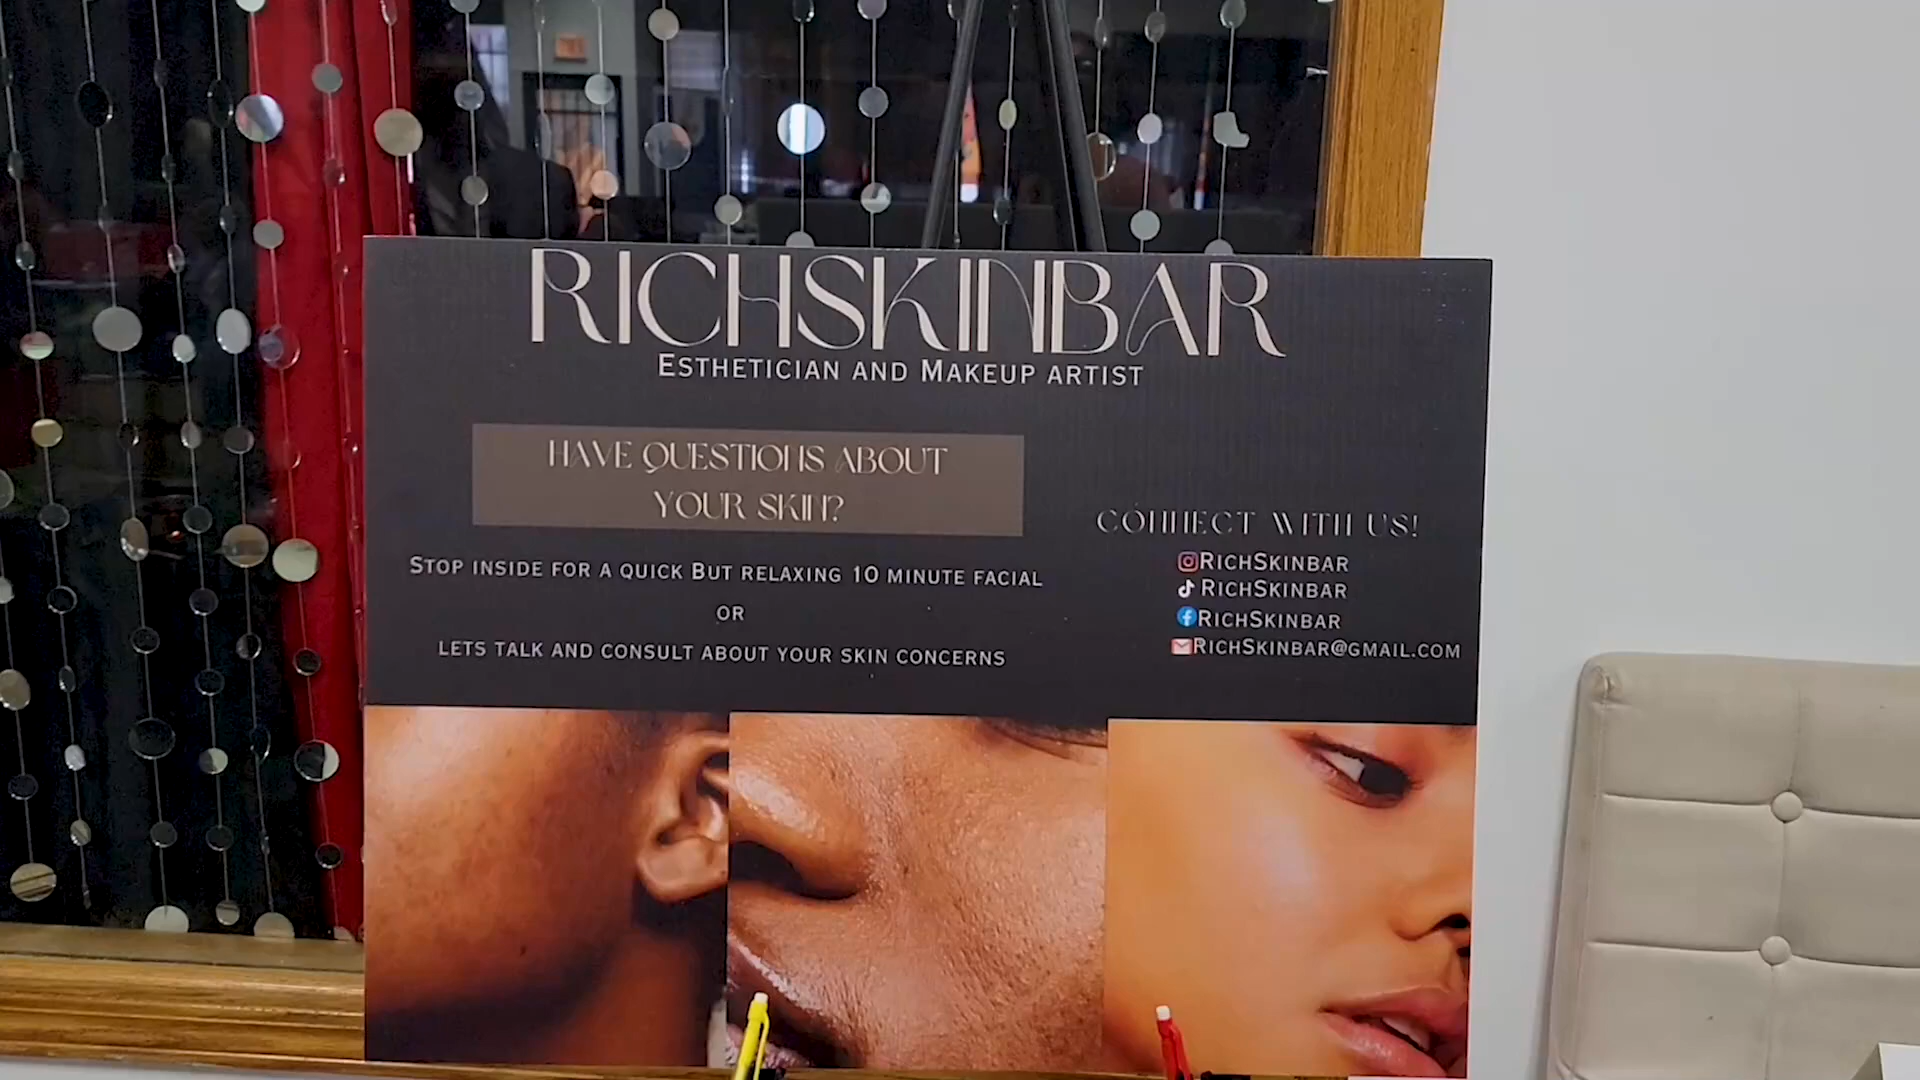 RICHSKINBAR
ESTHETICIAN AND MAKEUP ARTIST
HAVE QUESTIONS ABOUT
YOUR SKIN?
STOP INSIDE FOR A QUICK BUT RELAXING 10 MINUTE FACIAL
OR
LETS TALK AND CONSULT ABOUT YOUR SKIN CONCERNS
CONNECT WITH US!
RICHSKINBAR
RICHSKINBAR
RICHSKINBAR
RICHSKINBAR@GMAIL.COM